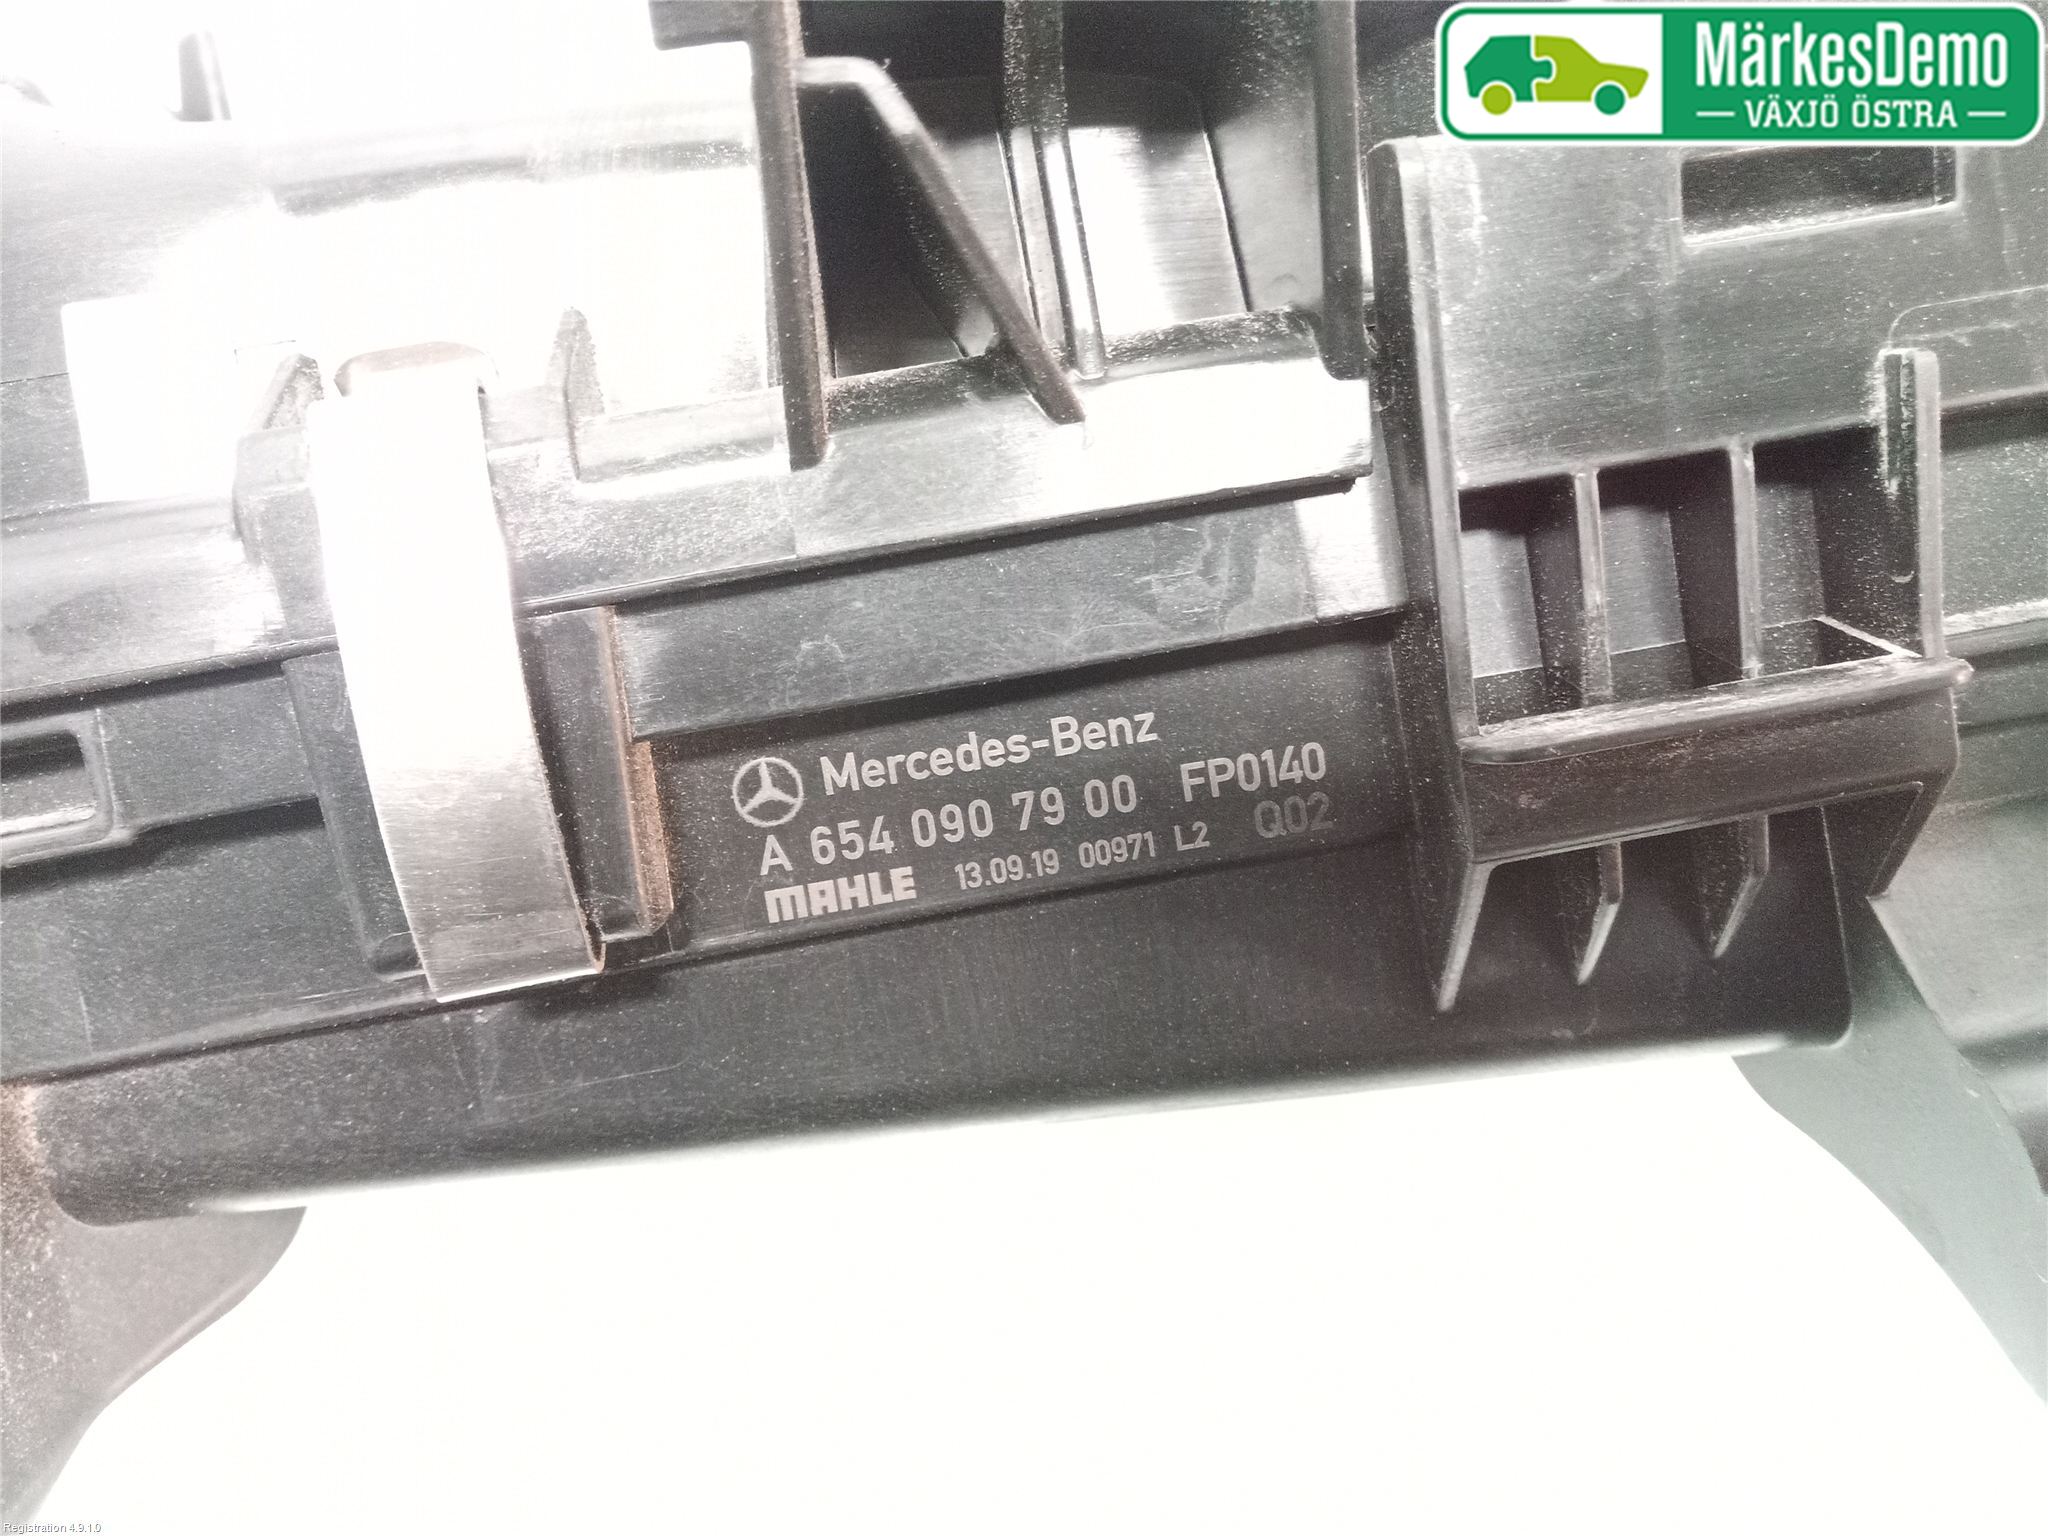 MärkesDemo
VÄXJÖ ÖSTRA
Mercedes-Benz
A 654 090 79 00 FP0140
MAHLE 13.09.19 00971 L2 Q02
Registration 4.9.1.0